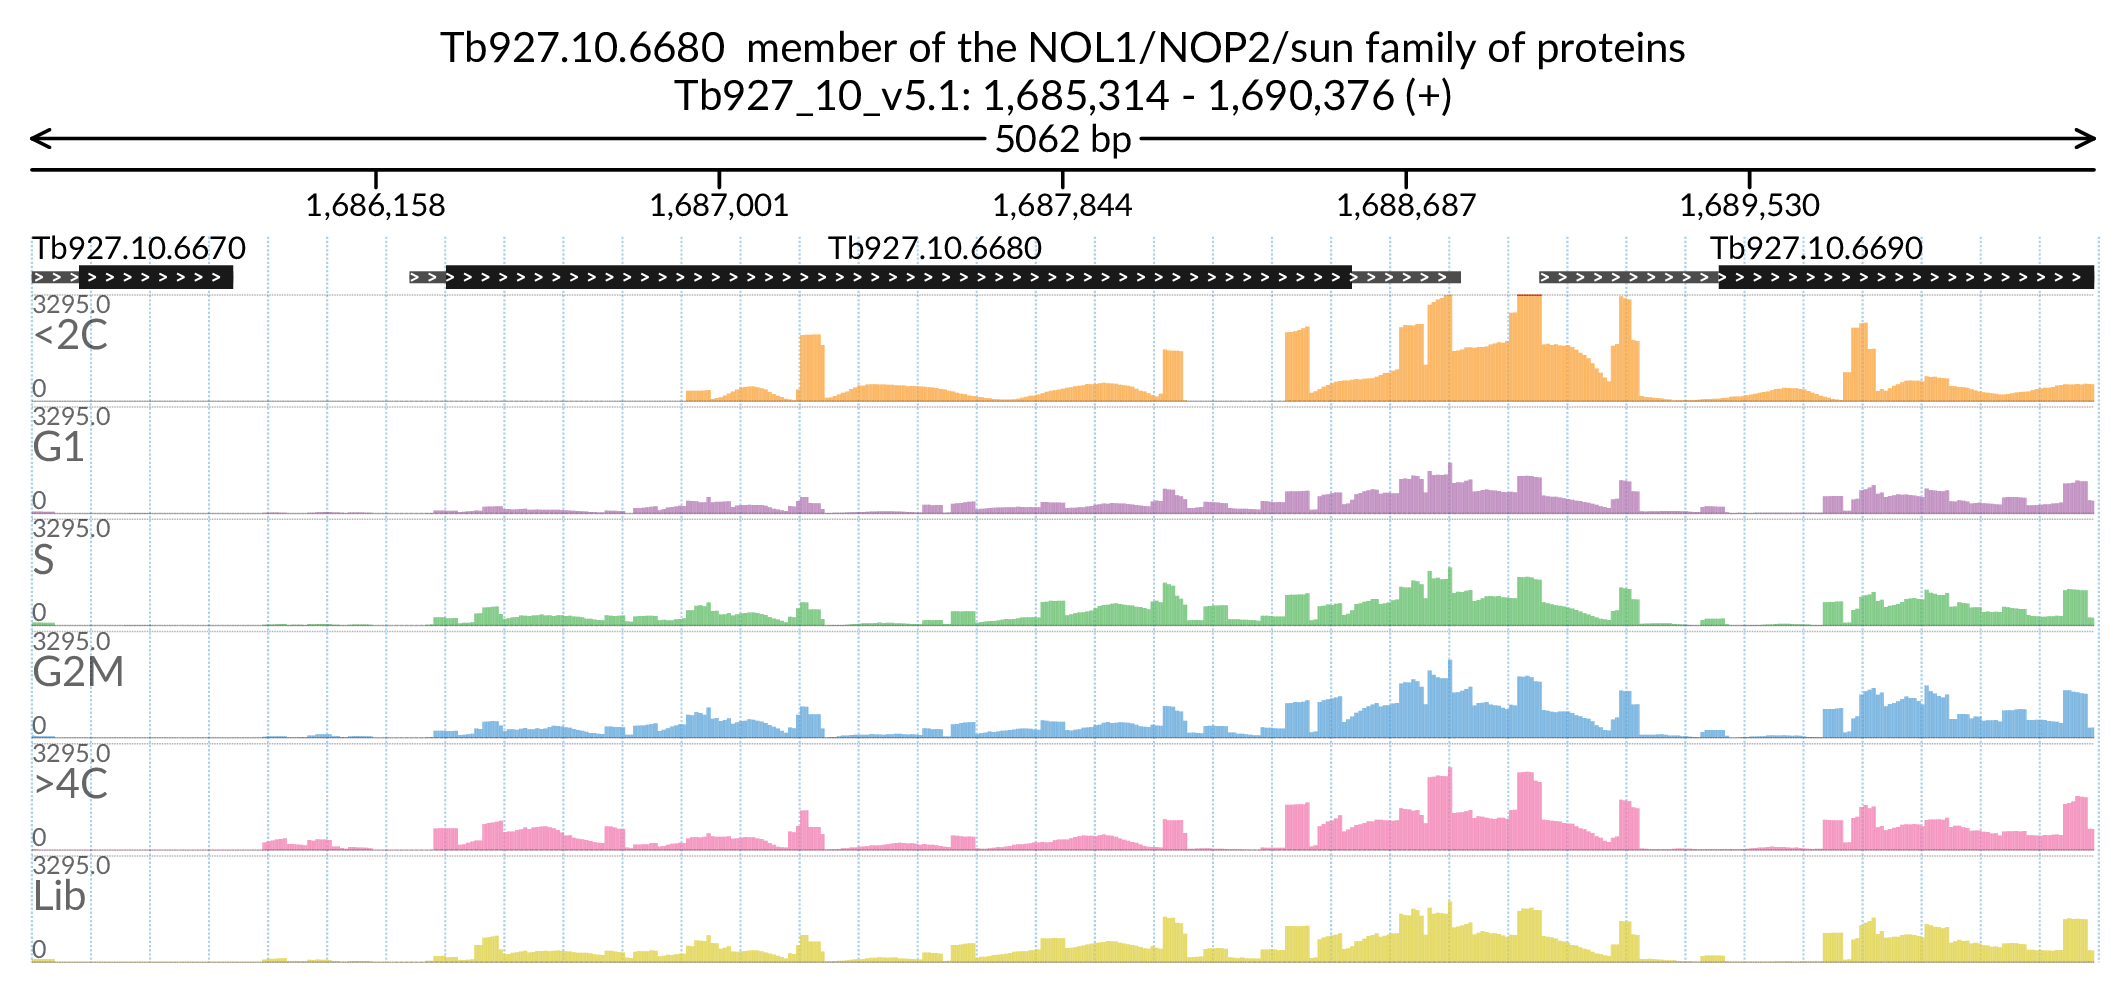 Tb927.10.6680  member of the NOL1/NOP2/sun family of proteins
Tb927_10_v5.1: 1,685,314 - 1,690,376 (+)
5062 bp
1,686,158 1,687,001 1,687,844 1,688,687 1,689,530
Tb927.10.6670 Tb927.10.6680 Tb927.10.6690
3295.0
<2C
0
3295.0
G1
0
3295.0
S
0
3295.0
G2M
0
3295.0
>4C
0
3295.0
Lib
0